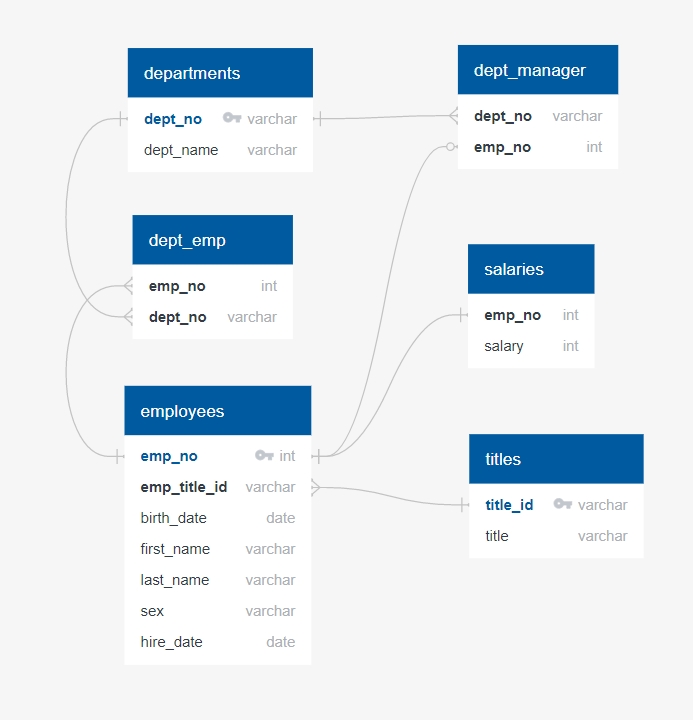 departments
dept_no varchar
dept_name varchar
dept_manager
dept_no varchar
emp_no int
dept_emp
emp_no int
dept_no varchar
salaries
emp_no int
salary int
employees
emp_no int
emp_title_id varchar
birth_date date
first_name varchar
last_name varchar
sex varchar
hire_date date
titles
title_id varchar
title varchar